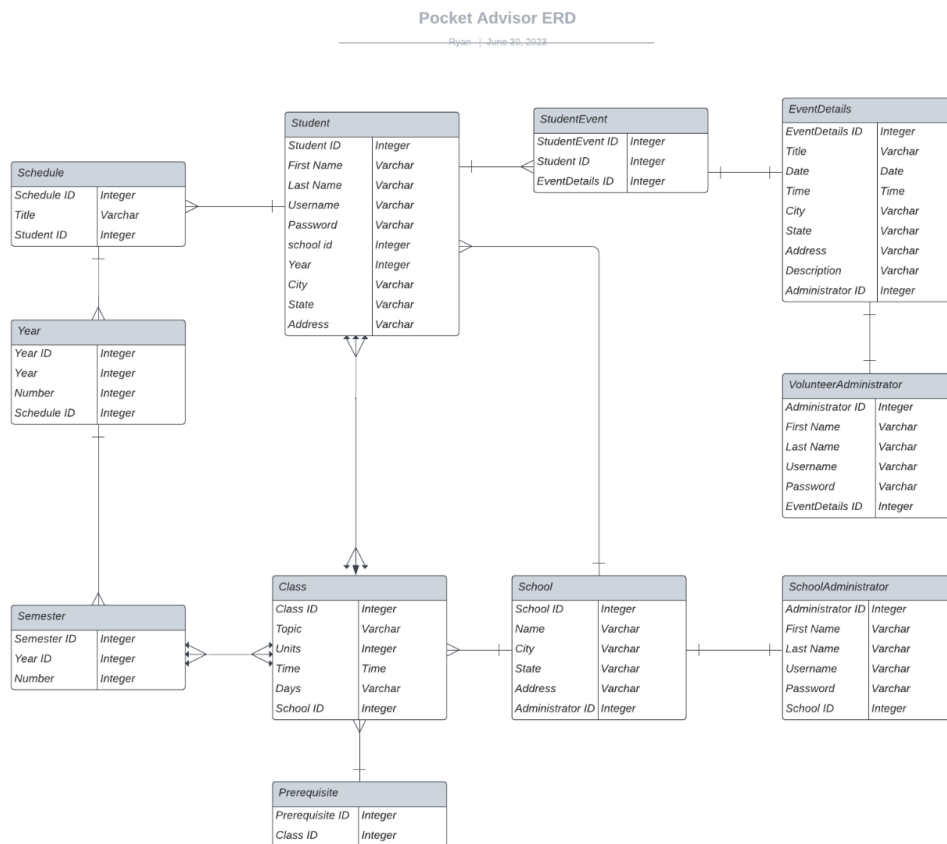 Pocket Advisor ERD
Ryan | June 30, 2023
Schedule
Schedule ID Integer
Title Varchar
Student ID Integer
Student
Student ID Integer
First Name Varchar
Last Name Varchar
Username Varchar
Password Varchar
school id Integer
Year Integer
City Varchar
State Varchar
Address Varchar
StudentEvent
StudentEvent ID Integer
Student ID Integer
EventDetails ID Integer
EventDetails
EventDetails ID Integer
Title Varchar
Date Date
Time Time
City Varchar
State Varchar
Address Varchar
Description Varchar
Administrator ID Integer
Year
Year ID Integer
Year Integer
Number Integer
Schedule ID Integer
VolunteerAdministrator
Administrator ID Integer
First Name Varchar
Last Name Varchar
Username Varchar
Password Varchar
EventDetails ID Integer
Semester
Semester ID Integer
Year ID Integer
Number Integer
Class
Class ID Integer
Topic Varchar
Units Integer
Time Time
Days Varchar
School ID Integer
School
School ID Integer
Name Varchar
City Varchar
State Varchar
Address Varchar
Administrator ID Integer
SchoolAdministrator
Administrator ID Integer
First Name Varchar
Last Name Varchar
Username Varchar
Password Varchar
School ID Integer
Prerequisite
Prerequisite ID Integer
Class ID Integer